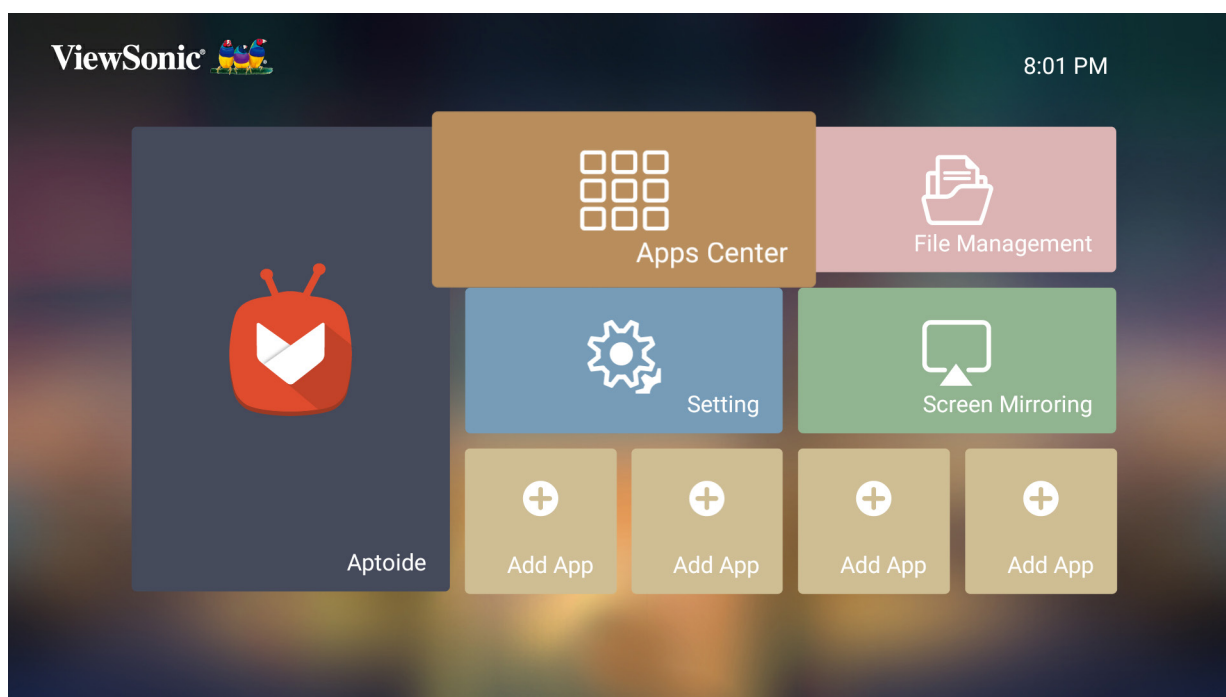 ViewSonic®
8:01 PM
Apps Center
File Management
Setting
Screen Mirroring
Aptoide
Add App
Add App
Add App
Add App